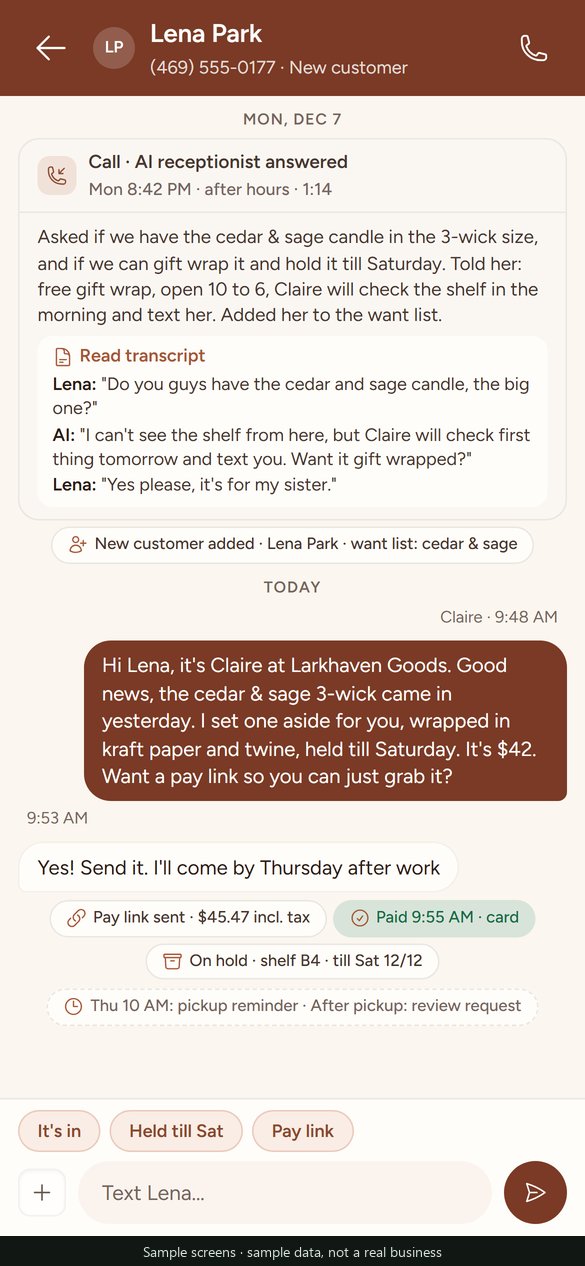 LP
Lena Park
(469) 555-0177 · New customer
MON, DEC 7
Call · AI receptionist answered
Mon 8:42 PM · after hours · 1:14
Asked if we have the cedar & sage candle in the 3-wick size,
and if we can gift wrap it and hold it till Saturday. Told her:
free gift wrap, open 10 to 6, Claire will check the shelf in the
morning and text her. Added her to the want list.
Read transcript
Lena: "Do you guys have the cedar and sage candle, the big
one?"
AI: "I can't see the shelf from here, but Claire will check first
thing tomorrow and text you. Want it gift wrapped?"
Lena: "Yes please, it's for my sister."
New customer added · Lena Park · want list: cedar & sage
TODAY
Claire · 9:48 AM
Hi Lena, it's Claire at Larkhaven Goods. Good
news, the cedar & sage 3-wick came in
yesterday. I set one aside for you, wrapped in
kraft paper and twine, held till Saturday. It's $42.
Want a pay link so you can just grab it?
9:53 AM
Yes! Send it. I'll come by Thursday after work
Pay link sent · $45.47 incl. tax
Paid 9:55 AM · card
On hold · shelf B4 · till Sat 12/12
Thu 10 AM: pickup reminder · After pickup: review request
It's in
Held till Sat
Pay link
Text Lena...
Sample screens · sample data, not a real business